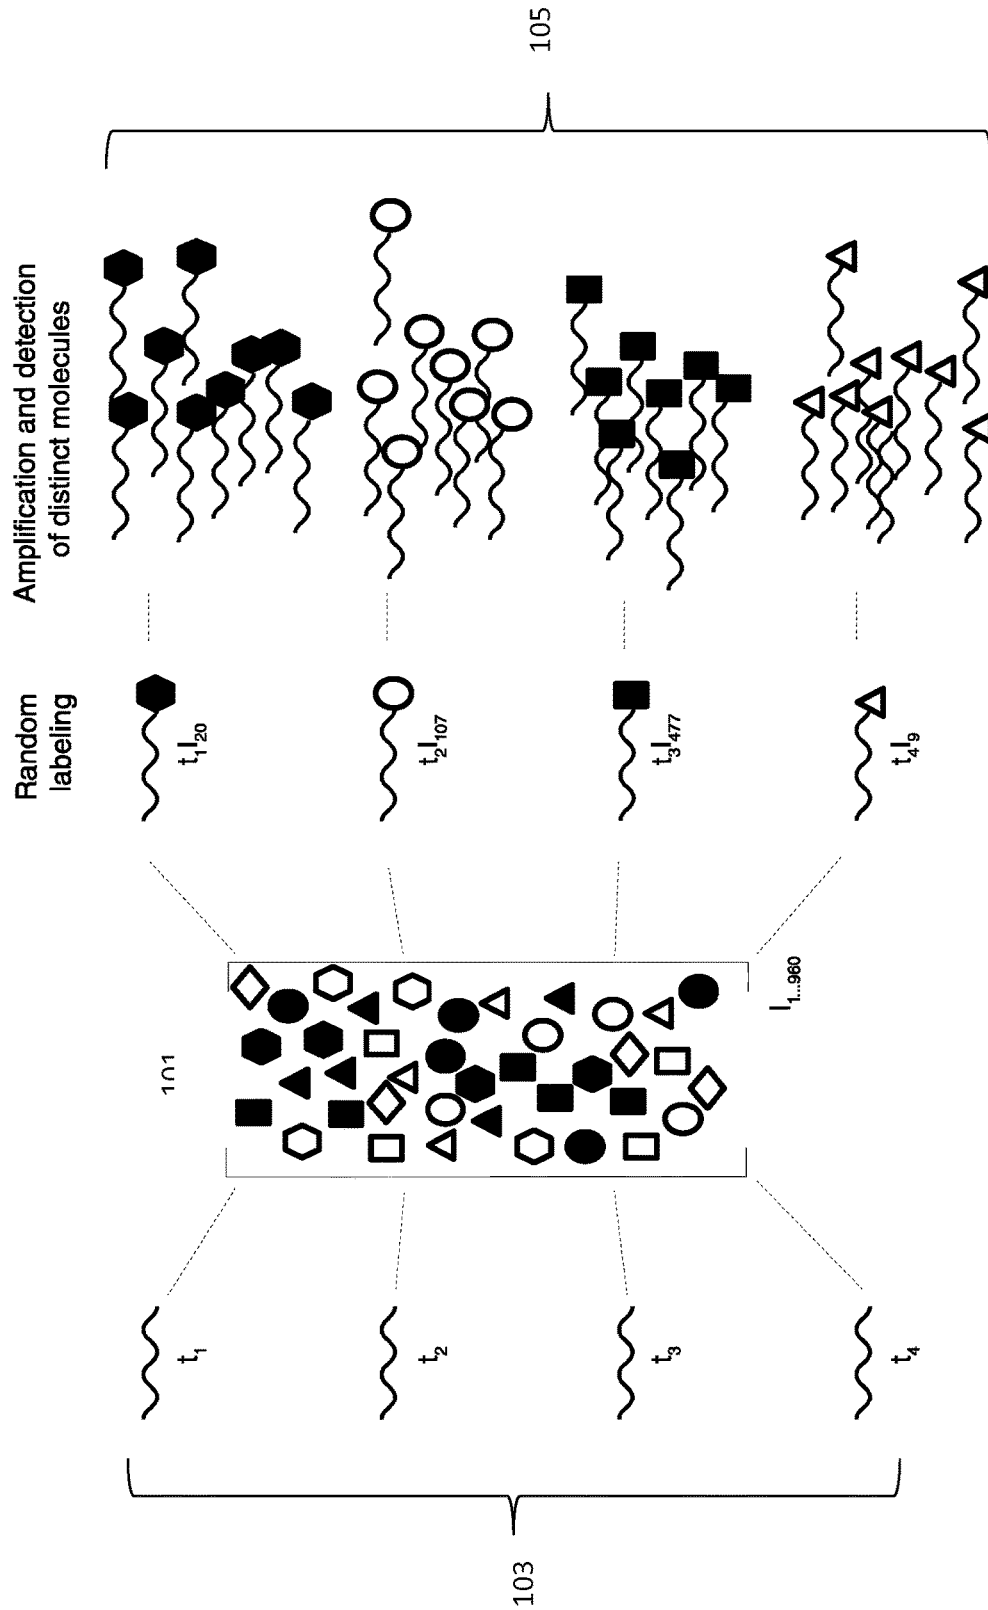 Random
labeling
Amplification and detection
of distinct molecules
101
t₁
t₁l₂₀
t₂
t₂l₁₀₇
103
105
t₃
t₃l₄₇₇
l₁...₉₆₀
t₄
t₄l₉